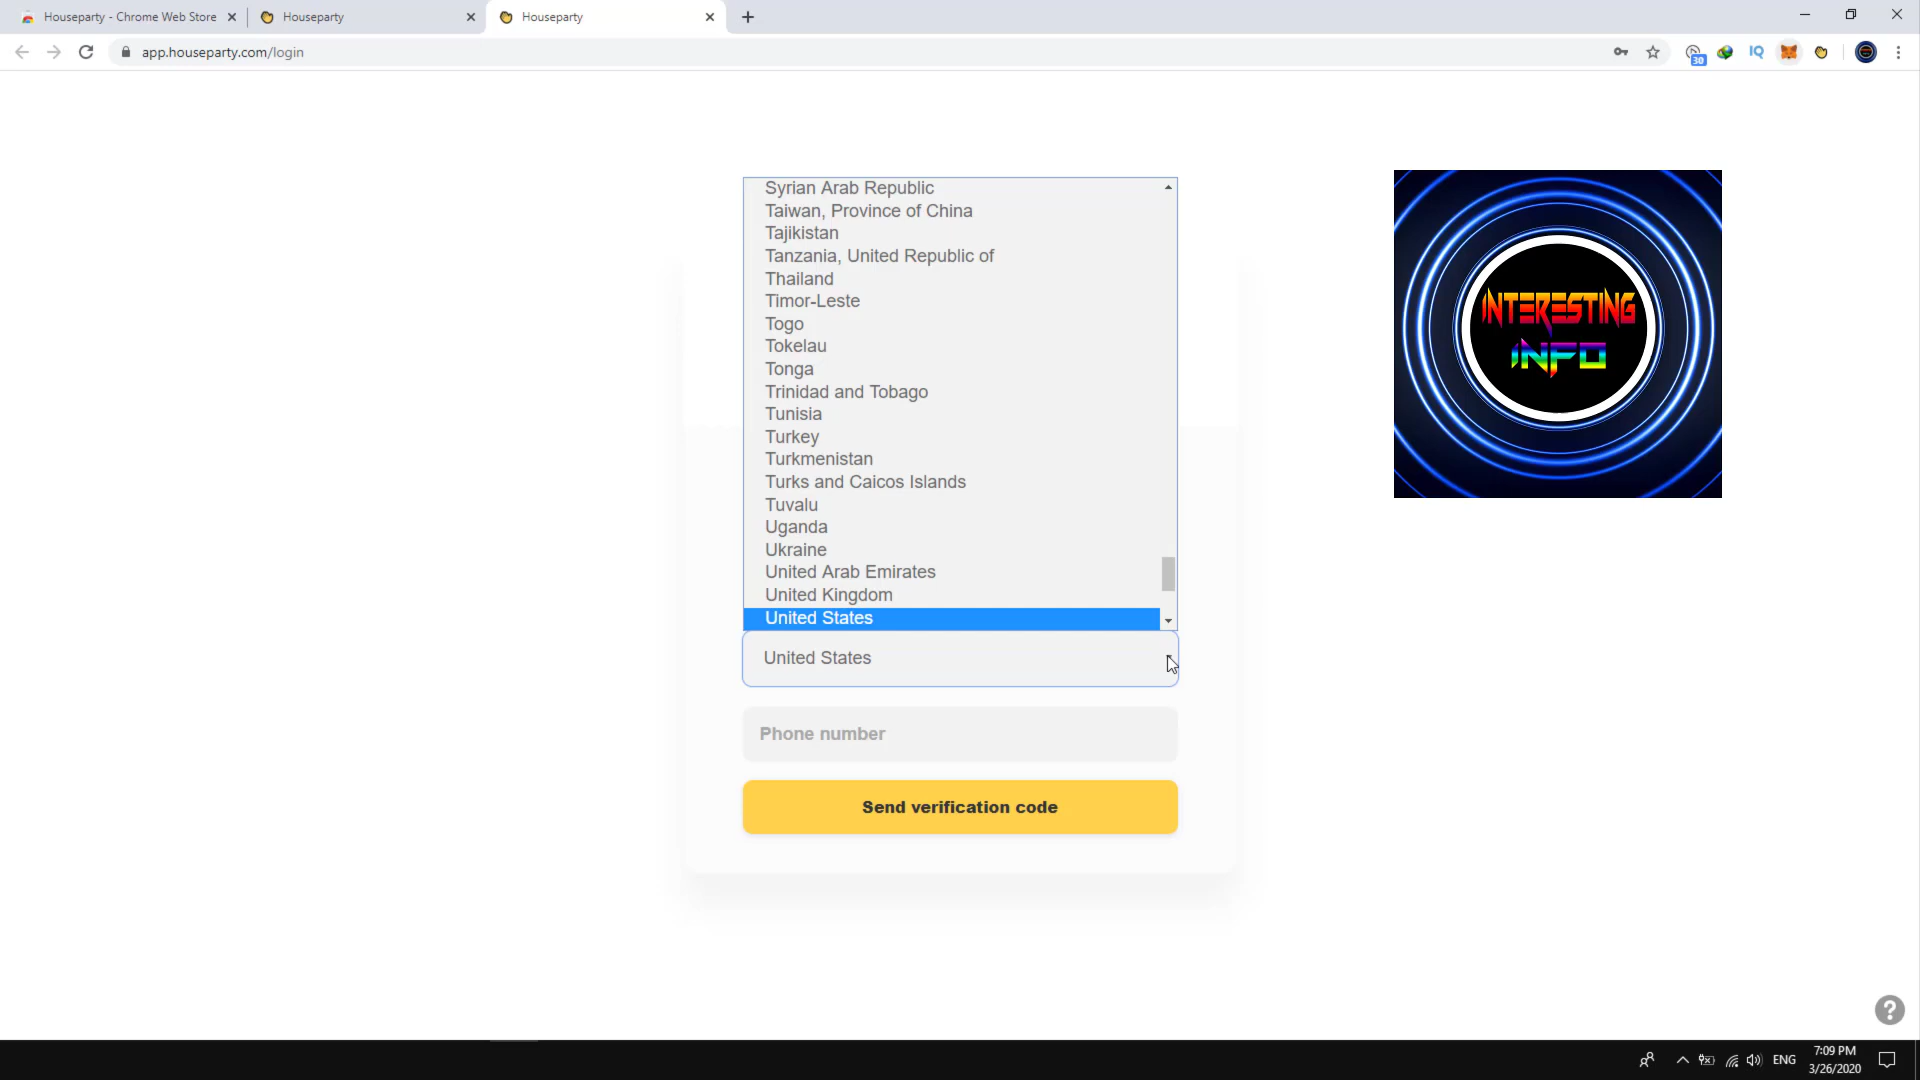 Houseparty - Chrome Web Store
Houseparty
Houseparty
app.houseparty.com/login
30
IQ
Syrian Arab Republic
Taiwan, Province of China
Tajikistan
Tanzania, United Republic of
Thailand
Timor-Leste
Togo
Tokelau
Tonga
Trinidad and Tobago
Tunisia
Turkey
Turkmenistan
Turks and Caicos Islands
Tuvalu
Uganda
Ukraine
United Arab Emirates
United Kingdom
United States
United States
Phone number
Send verification code
INTERESTING
INFO
?
ENG
7:09 PM
3/26/2020